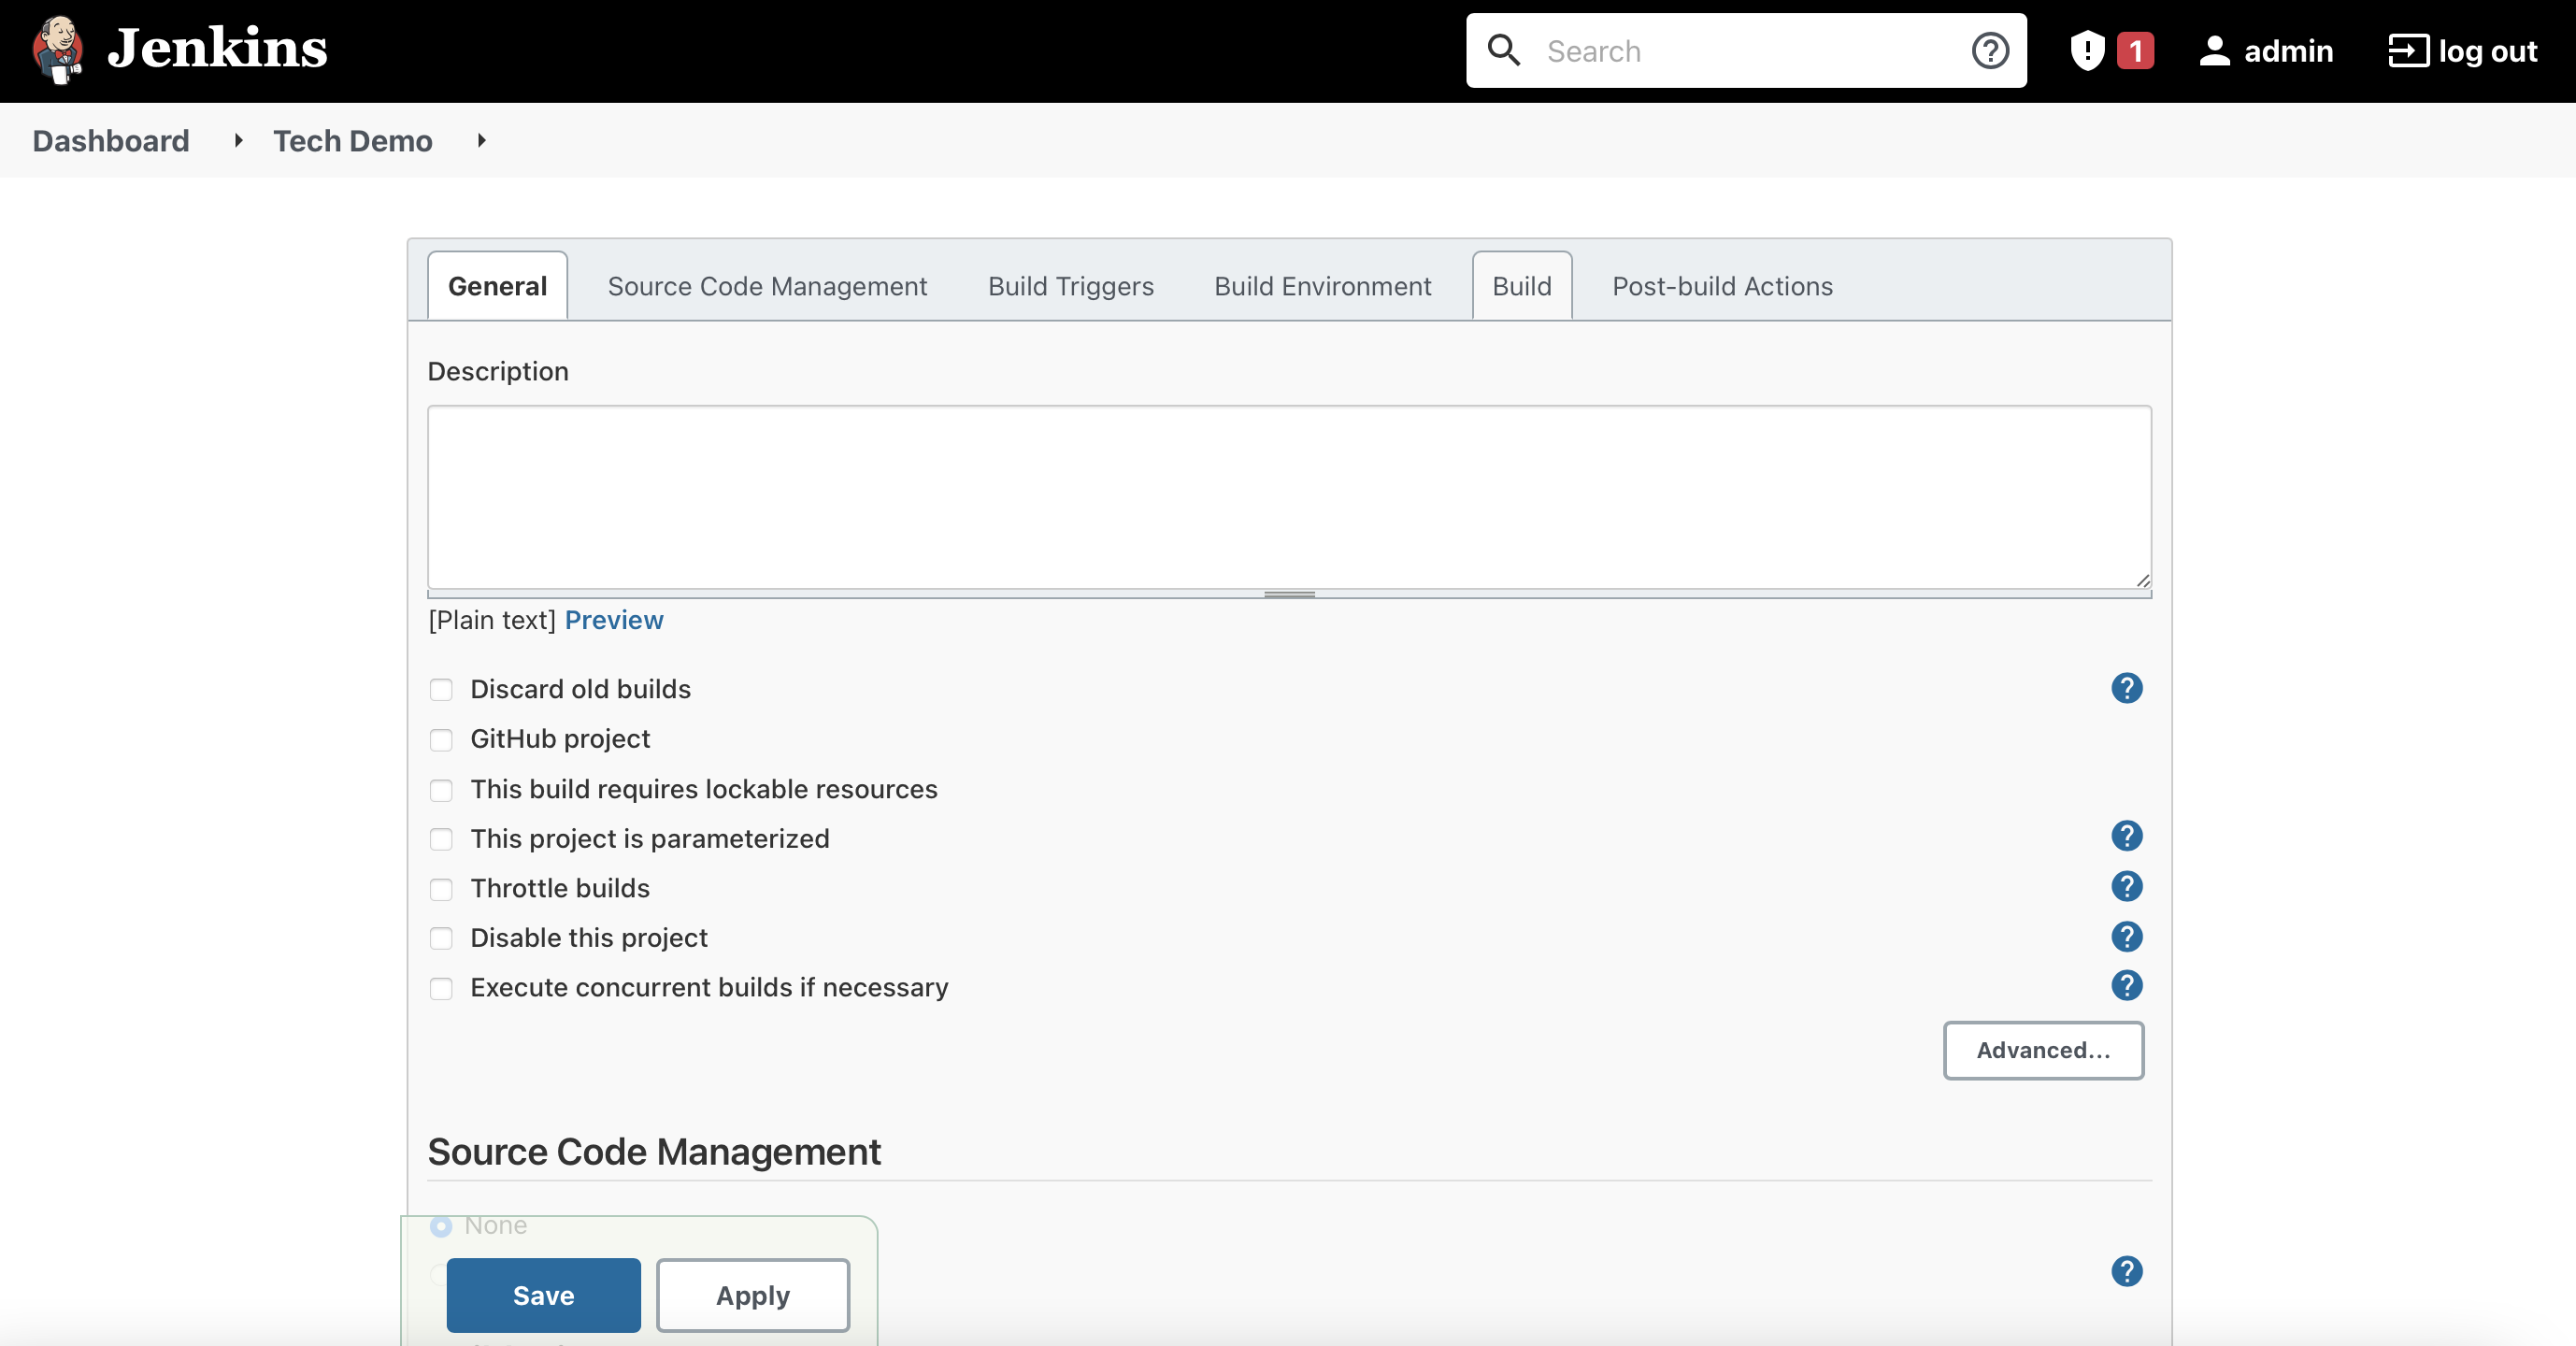 Jenkins
Search
1
admin
log out
Dashboard
Tech Demo
General
Source Code Management
Build Triggers
Build Environment
Build
Post-build Actions
Description
[Plain text] Preview
Discard old builds
?
GitHub project
This build requires lockable resources
This project is parameterized
?
Throttle builds
?
Disable this project
?
Execute concurrent builds if necessary
?
Advanced...
Source Code Management
None
?
Save
Apply